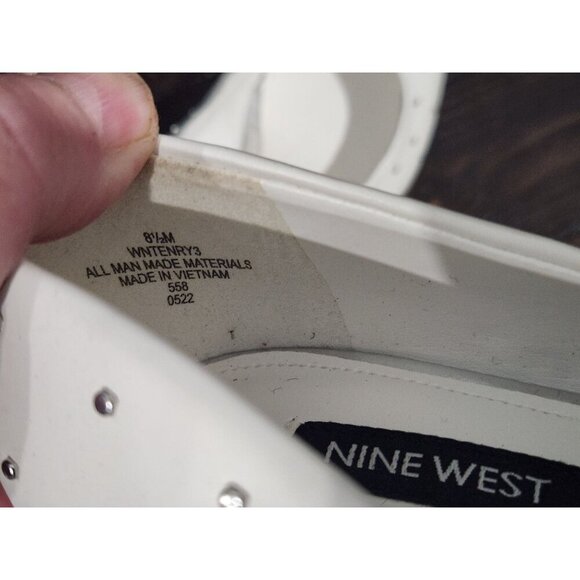 8½M
WNTENRY3
ALL MAN MADE MATERIALS
MADE IN VIETNAM
558
0522
NINE WEST